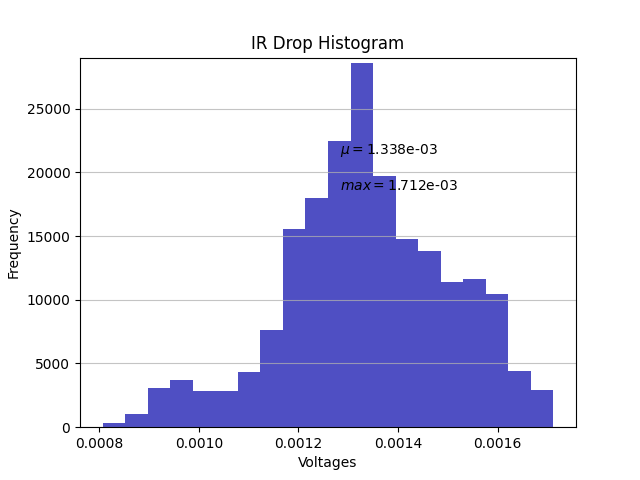 IR Drop Histogram
25000
20000
15000
10000
5000
0
Frequency
μ = 1.338e-03
max = 1.712e-03
0.0008 0.0010 0.0012 0.0014 0.0016
Voltages